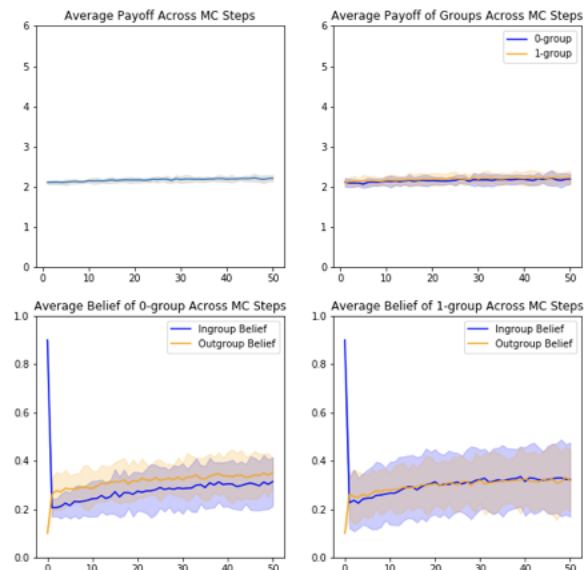 Average Payoff Across MC Steps
6
5
4
3
2
1
0
0 10 20 30 40 50
Average Payoff of Groups Across MC Steps
0-group
1-group
6
5
4
3
2
1
0
0 10 20 30 40 50
Average Belief of 0-group Across MC Steps
Ingroup Belief
Outgroup Belief
1.0
0.8
0.6
0.4
0.2
0.0
0 10 20 30 40 50
Average Belief of 1-group Across MC Steps
Ingroup Belief
Outgroup Belief
1.0
0.8
0.6
0.4
0.2
0.0
0 10 20 30 40 50